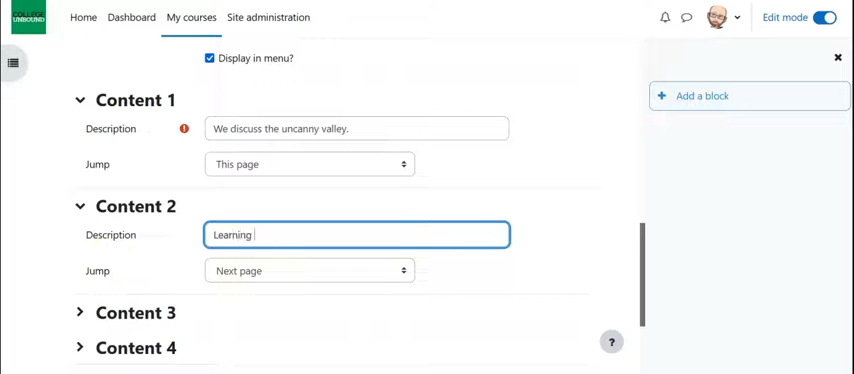 COLLEGE
UNBOUND
Home Dashboard My courses Site administration
Edit mode
Display in menu?
Add a block
Content 1
Description We discuss the uncanny valley.
Jump This page
Content 2
Description Learning
Jump Next page
Content 3
Content 4
?